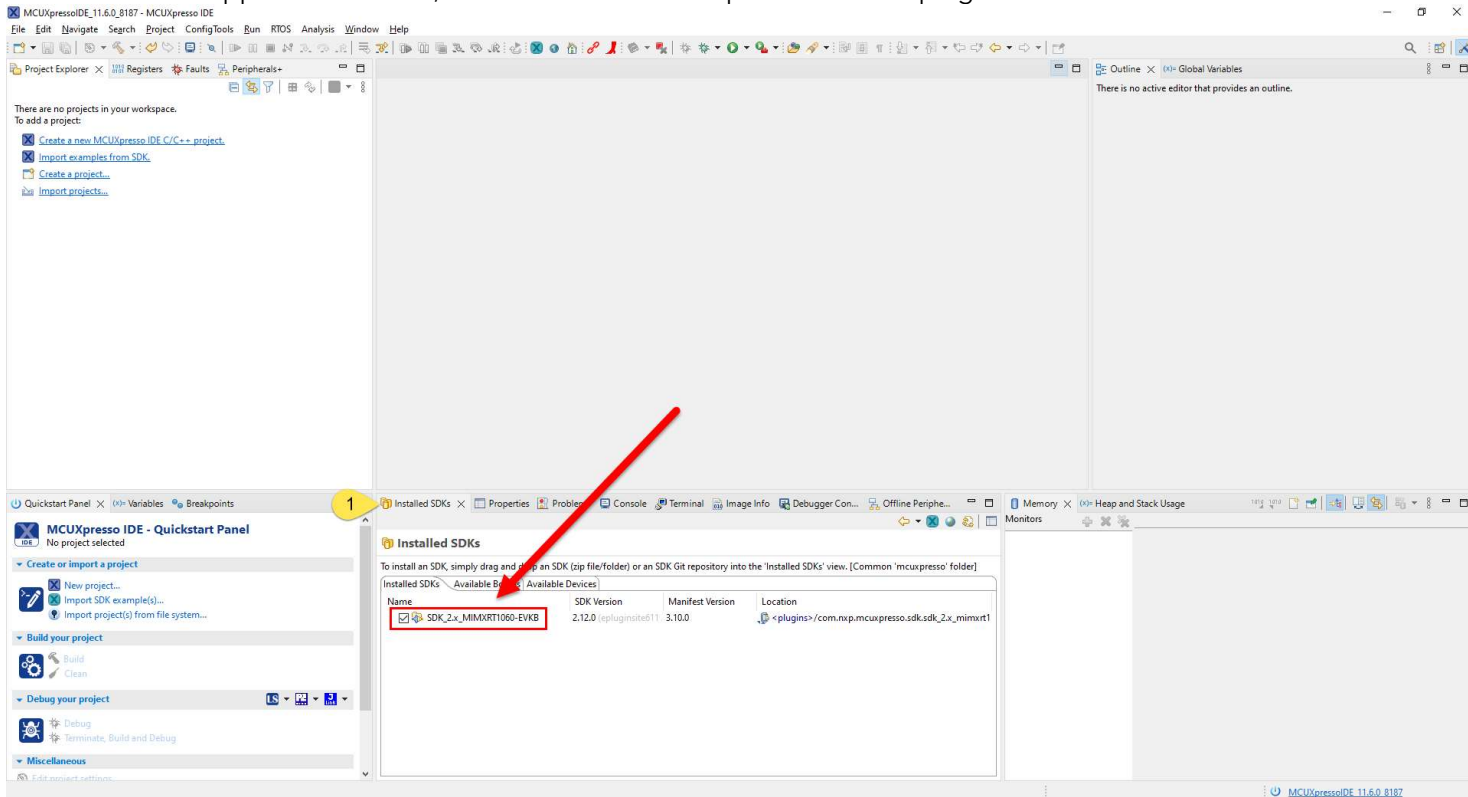 MCUXpressoIDE_11.6.0_8187 - MCUXpresso IDE
File Edit Navigate Search Project ConfigTools Run RTOS Analysis Window Help
Project Explorer Registers Faults Peripherals+
Outline (x)= Global Variables
There are no projects in your workspace.
To add a project:
Create a new MCUXpresso IDE C/C++ project.
Import examples from SDK.
Create a project...
Import projects...
There is no active editor that provides an outline.
Quickstart Panel (x)= Variables Breakpoints
1
Installed SDKs Properties Problems Console Terminal Image Info Debugger Con... Offline Periphe...
Memory (x)= Heap and Stack Usage
MCUXpresso IDE - Quickstart Panel
IDE No project selected
Create or import a project
New project...
Import SDK example(s)...
Import project(s) from file system...
Build your project
Build
Clean
Debug your project
LS
Debug
Terminate, Build and Debug
Miscellaneous
Edit project settings
Installed SDKs
To install an SDK, simply drag and drop an SDK (zip file/folder) or an SDK Git repository into the 'Installed SDKs' view. [Common 'mcuxpresso' folder]
Installed SDKs Available Boards Available Devices
Name SDK Version Manifest Version Location
SDK_2.x_MIMXRT1060-EVKB 2.12.0 (epluginsite611 3.10.0 <plugins>/com.nxp.mcuxpresso.sdk.sdk_2.x_mimxrt1
Monitors
MCUXpressoIDE_11.6.0_8187